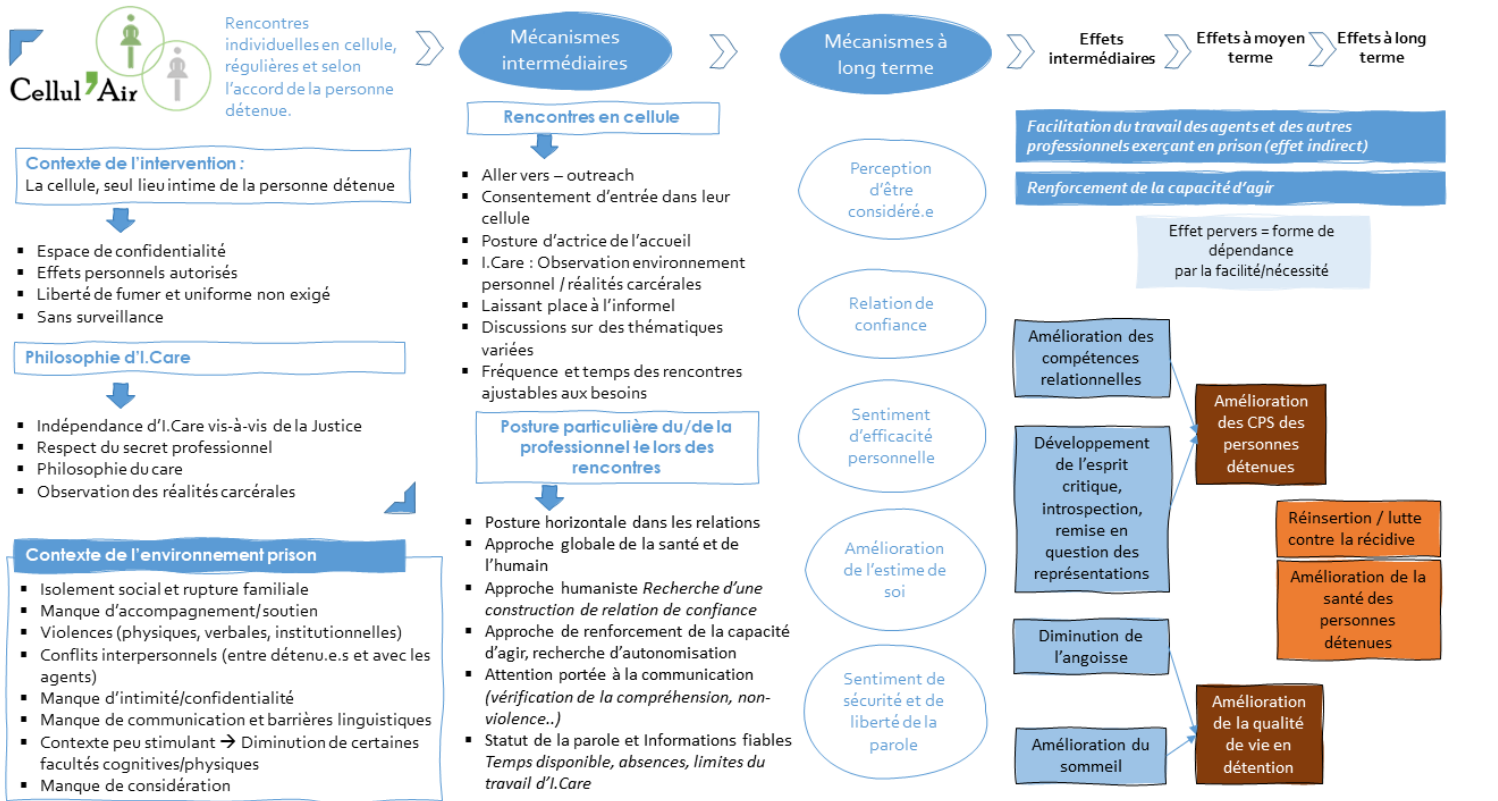 Cellul'Air
Rencontres
individuelles en cellule,
régulières et selon
l'accord de la personne
détenue.
Mécanismes
intermédiaires
Mécanismes à
long terme
Effets
intermédiaires
Effets à moyen
terme
Effets à long
terme
Contexte de l'intervention :
La cellule, seul lieu intime de la personne détenue
▪ Espace de confidentialité
▪ Effets personnels autorisés
▪ Liberté de fumer et uniforme non exigé
▪ Sans surveillance
Philosophie d'I.Care
▪ Indépendance d'I.Care vis-à-vis de la Justice
▪ Respect du secret professionnel
▪ Philosophie du care
▪ Observation des réalités carcérales
Contexte de l'environnement prison
▪ Isolement social et rupture familiale
▪ Manque d'accompagnement/soutien
▪ Violences (physiques, verbales, institutionnelles)
▪ Conflits interpersonnels (entre détenu.e.s et avec les
agents)
▪ Manque d'intimité/confidentialité
▪ Manque de communication et barrières linguistiques
▪ Contexte peu stimulant → Diminution de certaines
facultés cognitives/physiques
▪ Manque de considération
Rencontres en cellule
▪ Aller vers – outreach
▪ Consentement d'entrée dans leur
cellule
▪ Posture d'actrice de l'accueil
▪ I.Care : Observation environnement
personnel / réalités carcérales
▪ Laissant place à l'informel
▪ Discussions sur des thématiques
variées
▪ Fréquence et temps des rencontres
ajustables aux besoins
Posture particulière du/de la
professionnel·le lors des
rencontres
▪ Posture horizontale dans les relations
▪ Approche globale de la santé et de
l'humain
▪ Approche humaniste Recherche d'une
construction de relation de confiance
▪ Approche de renforcement de la capacité
d'agir, recherche d'autonomisation
▪ Attention portée à la communication
(vérification de la compréhension, non-
violence..)
▪ Statut de la parole et Informations fiables
Temps disponible, absences, limites du
travail d'I.Care
Perception
d'être
considéré.e
Relation de
confiance
Sentiment
d'efficacité
personnelle
Amélioration
de l'estime de
soi
Sentiment de
sécurité et de
liberté de la
parole
Facilitation du travail des agents et des autres
professionnels exerçant en prison (effet indirect)
Renforcement de la capacité d'agir
Effet pervers = forme de
dépendance
par la facilité/nécessité
Amélioration des
compétences
relationnelles
Développement
de l'esprit
critique,
introspection,
remise en
question des
représentations
Diminution de
l'angoisse
Amélioration du
sommeil
Amélioration
des CPS des
personnes
détenues
Amélioration
de la qualité
de vie en
détention
Réinsertion / lutte
contre la récidive
Amélioration de la
santé des
personnes
détenues